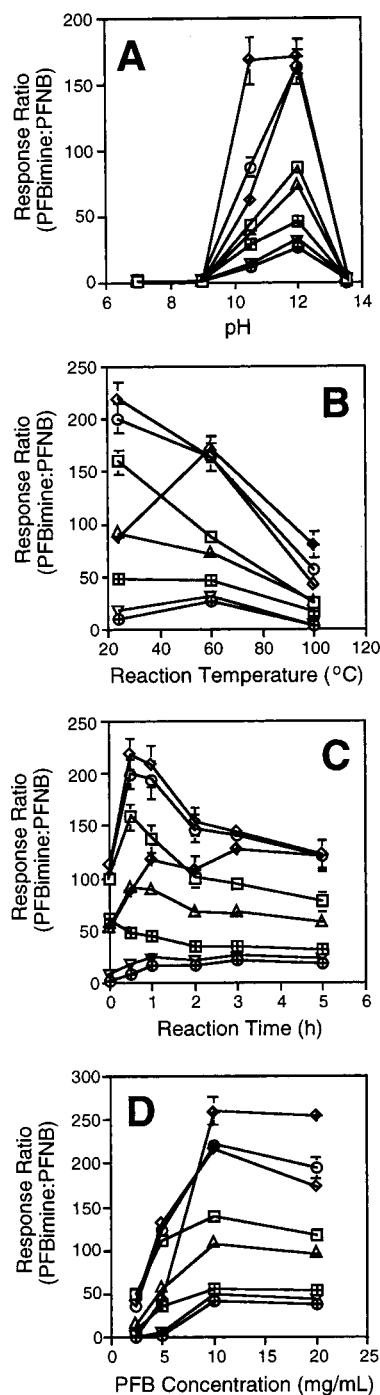 A
Response Ratio
(PFBimine:PFNB)
200
150
100
50
0
6 8 10 12 14
pH
B
Response Ratio
(PFBimine:PFNB)
250
200
150
100
50
0
20 40 60 80 100 120
Reaction Temperature (°C)
C
Response Ratio
(PFBimine:PFNB)
250
200
150
100
50
0
0 1 2 3 4 5 6
Reaction Time (h)
D
Response Ratio
(PFBimine:PFNB)
300
250
200
150
100
50
0
0 5 10 15 20 25
PFB Concentration (mg/mL)